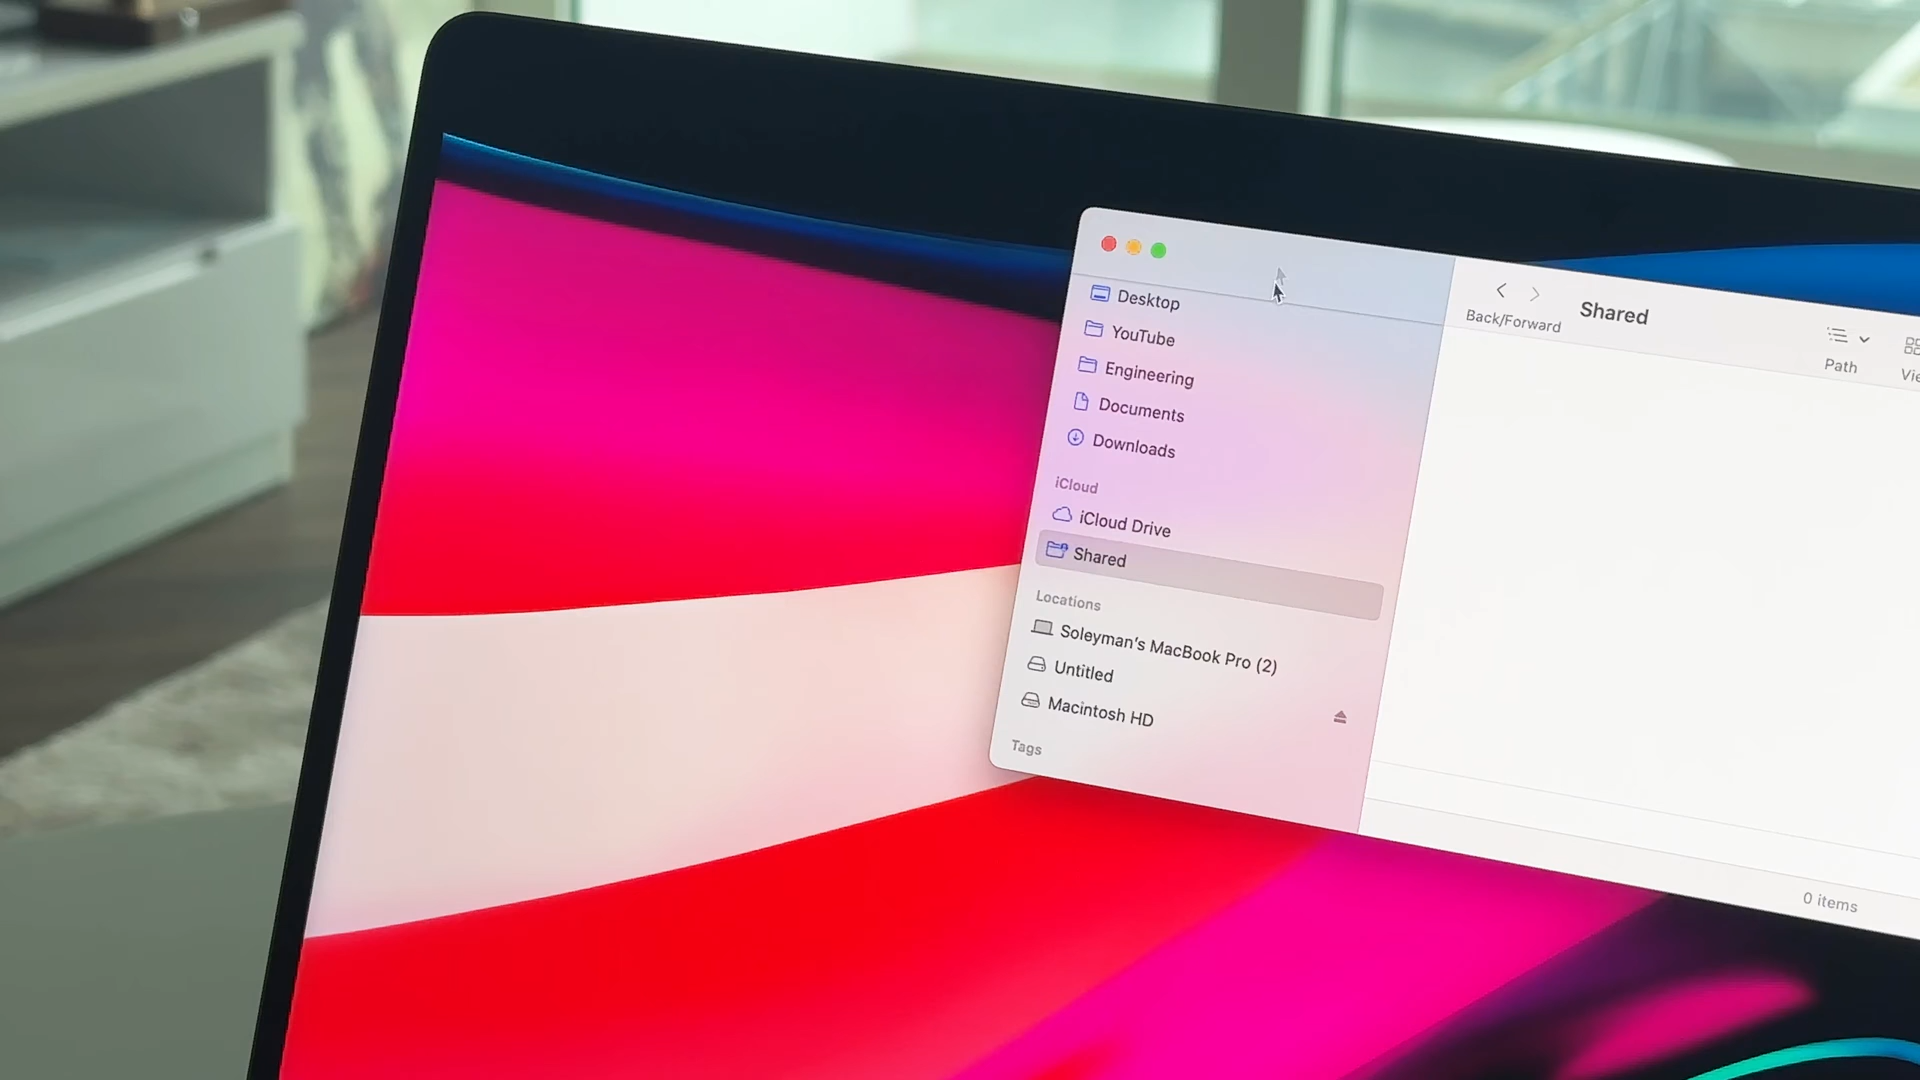 Desktop
YouTube
Engineering
Documents
Downloads
iCloud
iCloud Drive
Shared
Locations
Soleyman’s MacBook Pro (2)
Untitled
Macintosh HD
Tags
Back/Forward
Shared
Path
Vie
0 items